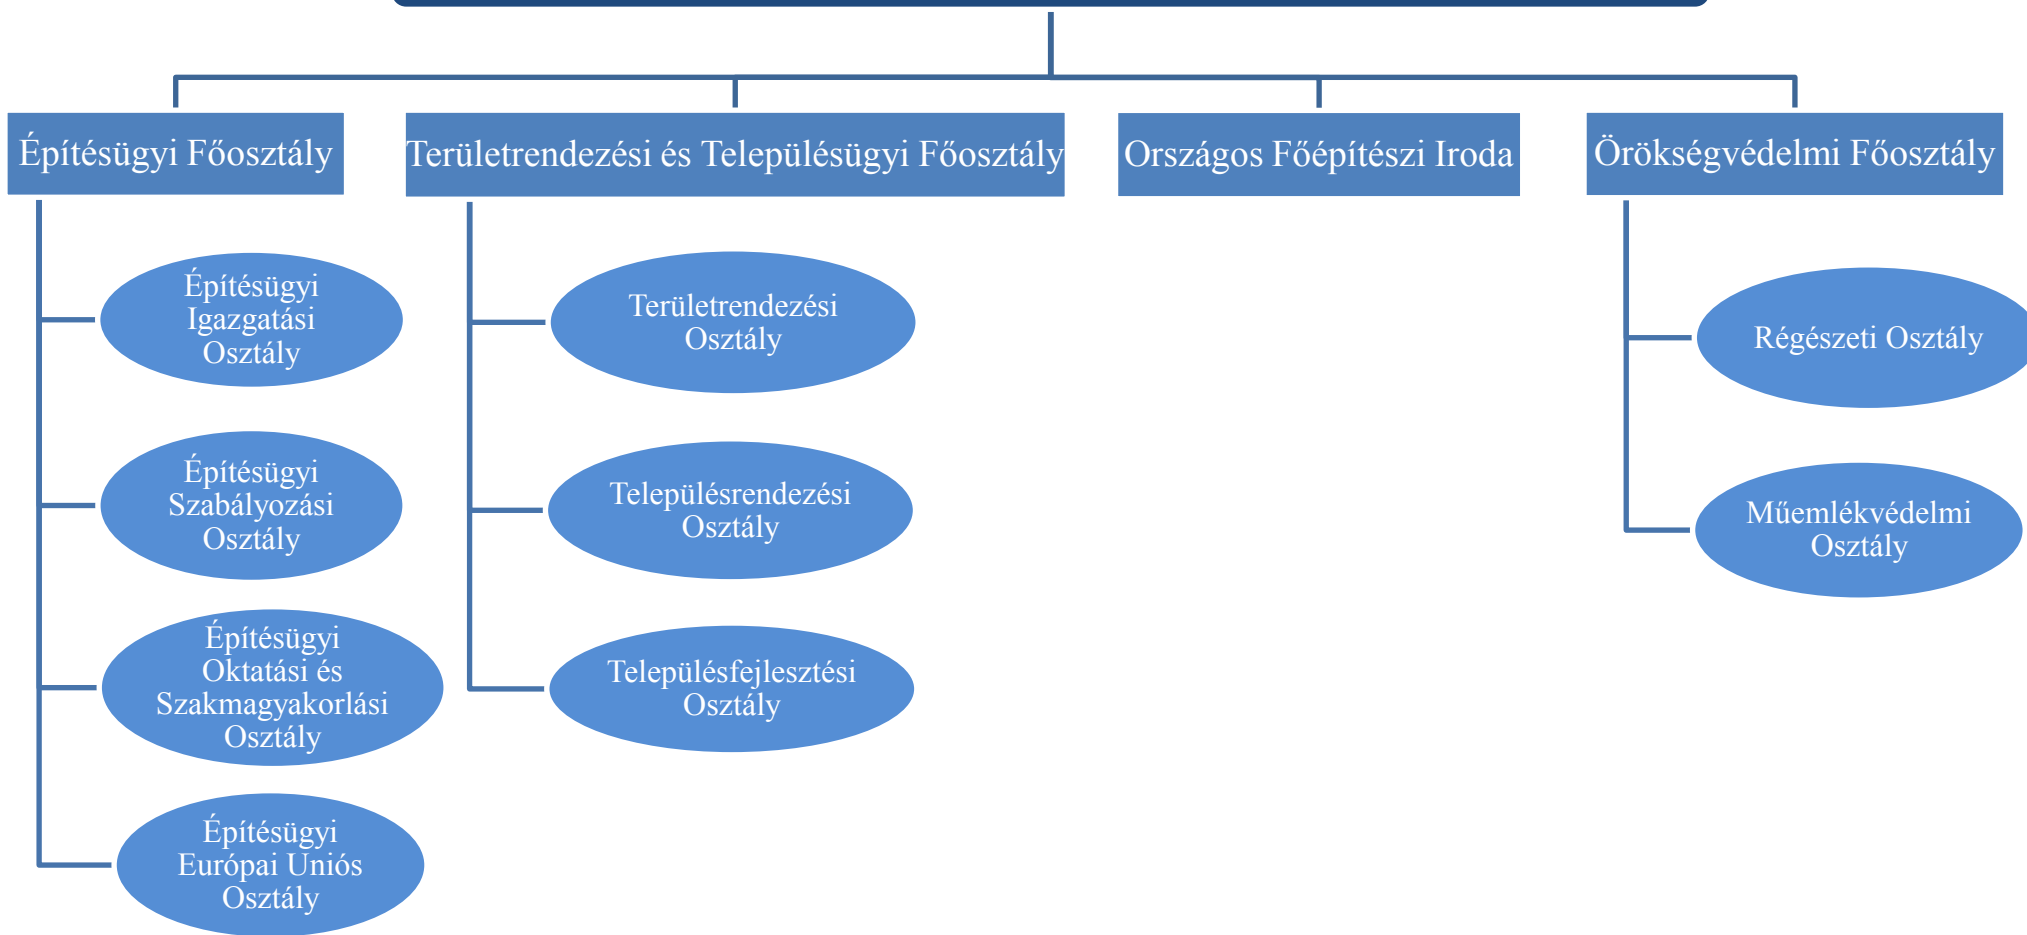 Építésügyi Főosztály
Területrendezési és Településügyi Főosztály
Országos Főépítészi Iroda
Örökségvédelmi Főosztály
Építésügyi
Igazgatási
Osztály
Építésügyi
Szabályozási
Osztály
Építésügyi
Oktatási és
Szakmagyakorlási
Osztály
Építésügyi
Európai Uniós
Osztály
Területrendezési
Osztály
Településrendezési
Osztály
Településfejlesztési
Osztály
Régészeti Osztály
Műemlékvédelmi
Osztály